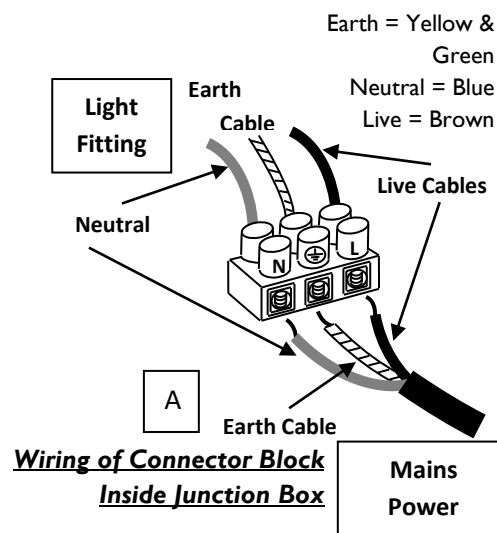 Earth = Yellow &
Green
Neutral = Blue
Live = Brown
Light
Fitting
Earth
Cable
Neutral
Live Cables
N
L
A
Earth Cable
Wiring of Connector Block
Inside Junction Box
Mains
Power